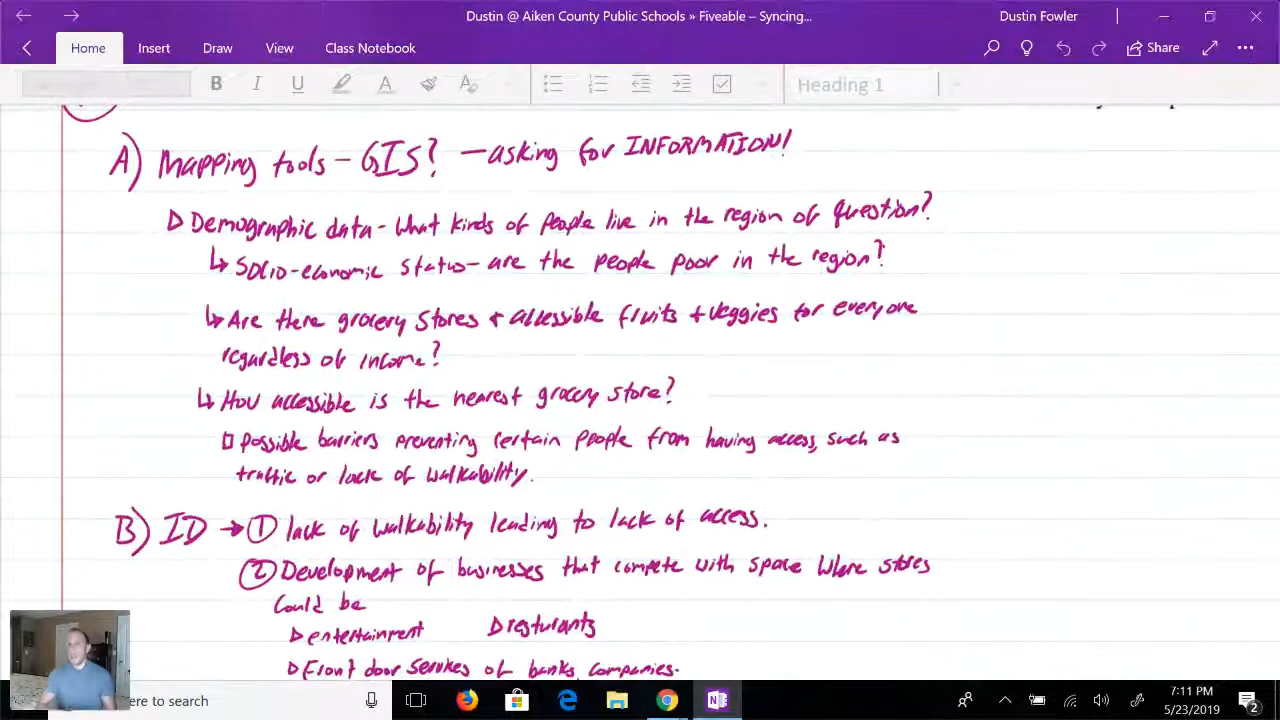 Dustin @ Aiken County Public Schools » Fiveable – Syncing...
Dustin Fowler
Home Insert Draw View Class Notebook
Share
B I U A
Heading 1
A) Mapping tools – GIS? – asking for INFORMATION!
Demographic data - What kinds of people live in the region of question?
↳ Socio-economic status - are the people poor in the region?
↳ Are there grocery stores + accessible fruits + veggies for everyone
regardless of income?
↳ How accessible is the nearest grocery store?
possible barriers preventing certain people from having access, such as
traffic or lack of walkability.
B) ID → ① lack of walkability leading to lack of access.
② Development of businesses that compete with space where stores
could be
entertainment resturants
Front door services of banks, companies.
here to search
7:11 PM
5/23/2019
2